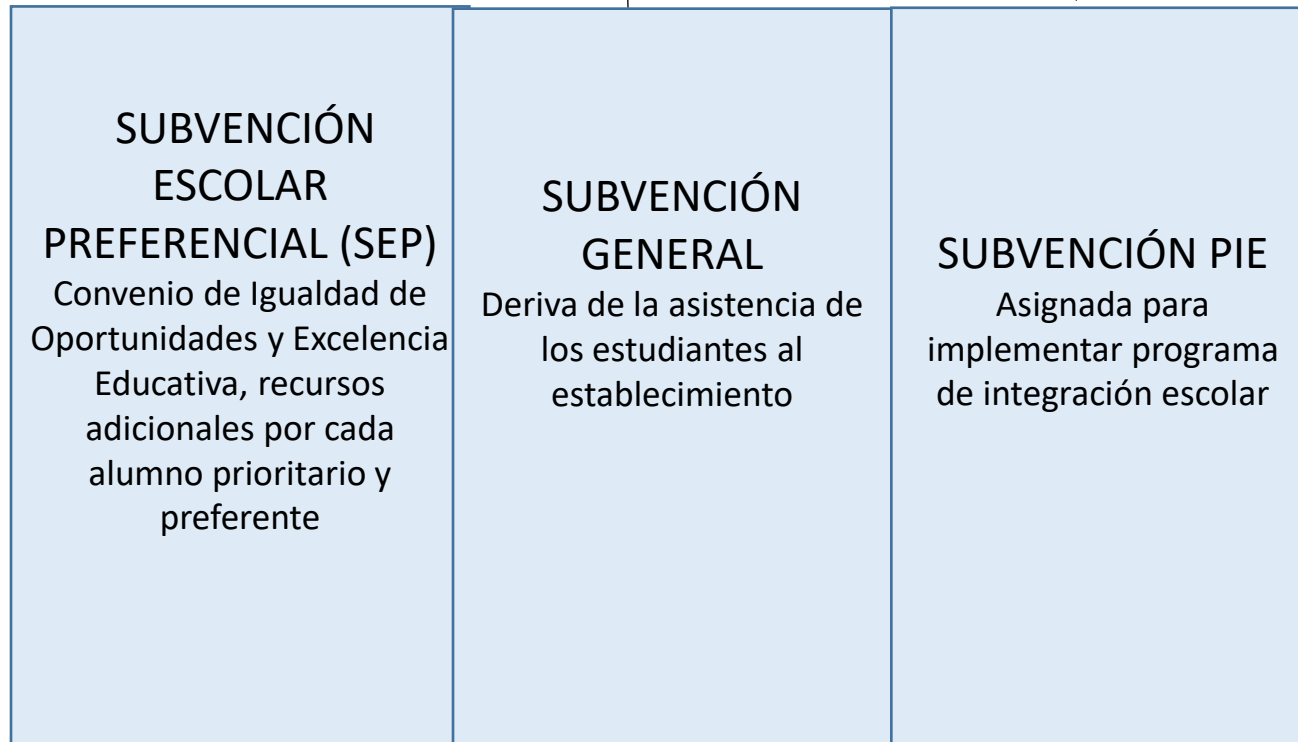 SUBVENCIÓN
ESCOLAR
PREFERENCIAL (SEP)
Convenio de Igualdad de
Oportunidades y Excelencia
Educativa, recursos
adicionales por cada
alumno prioritario y
preferente
SUBVENCIÓN
GENERAL
Deriva de la asistencia de
los estudiantes al
establecimiento
SUBVENCIÓN PIE
Asignada para
implementar programa
de integración escolar